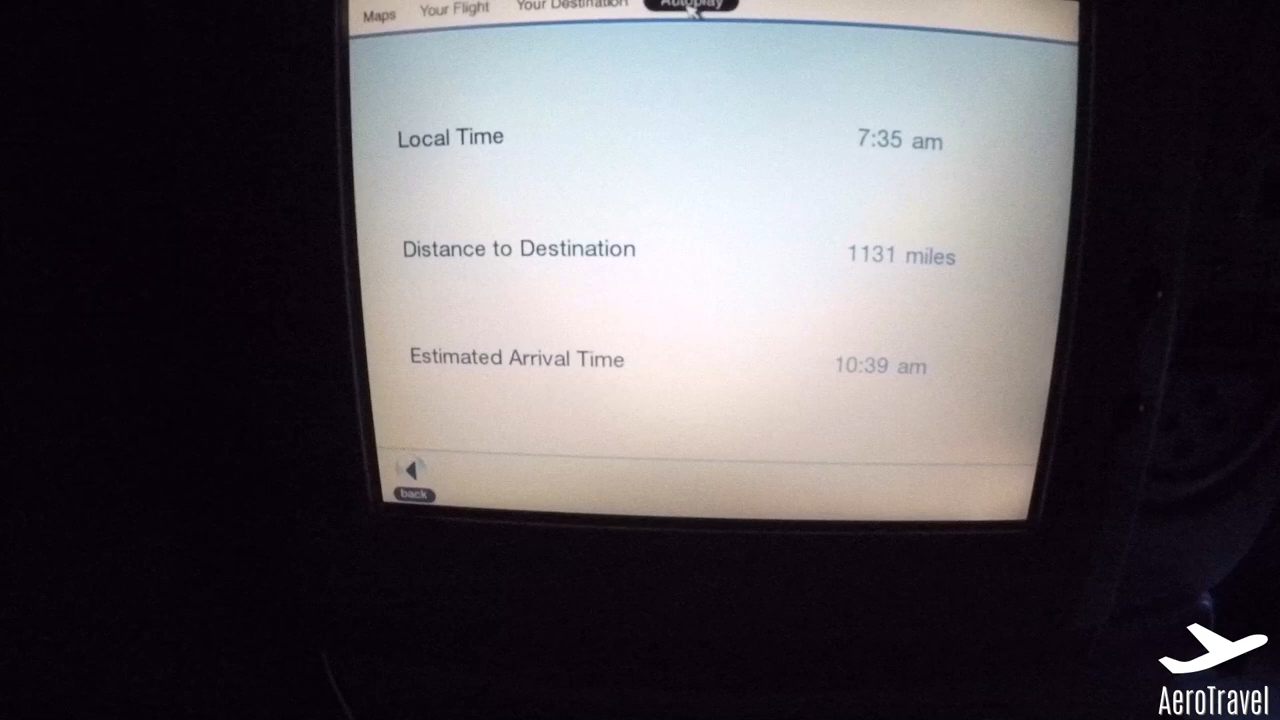 Maps Your Flight Your Destination Autoplay
Local Time 7:35 am
Distance to Destination 1131 miles
Estimated Arrival Time 10:39 am
back
AeroTravel